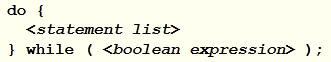 do {
<statement list>
} while ( <boolean expression> );